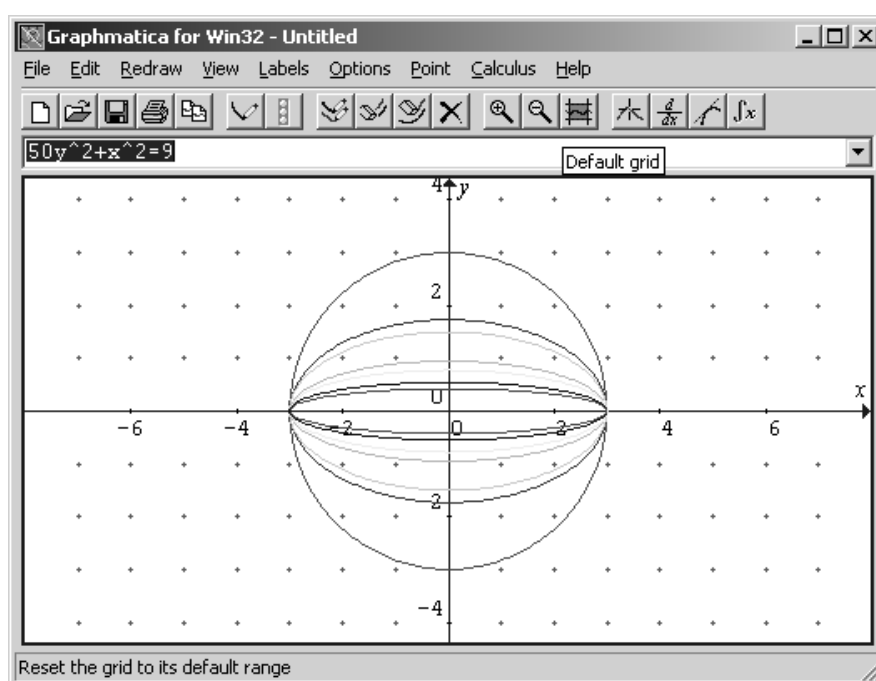 Graphmatica for Win32 - Untitled
File Edit Redraw View Labels Options Point Calculus Help
d/dx ∫x
50y^2+x^2=9
Default grid
4 y
2
0 x
-6 -4 -2 0 2 4 6
-2
-4
Reset the grid to its default range